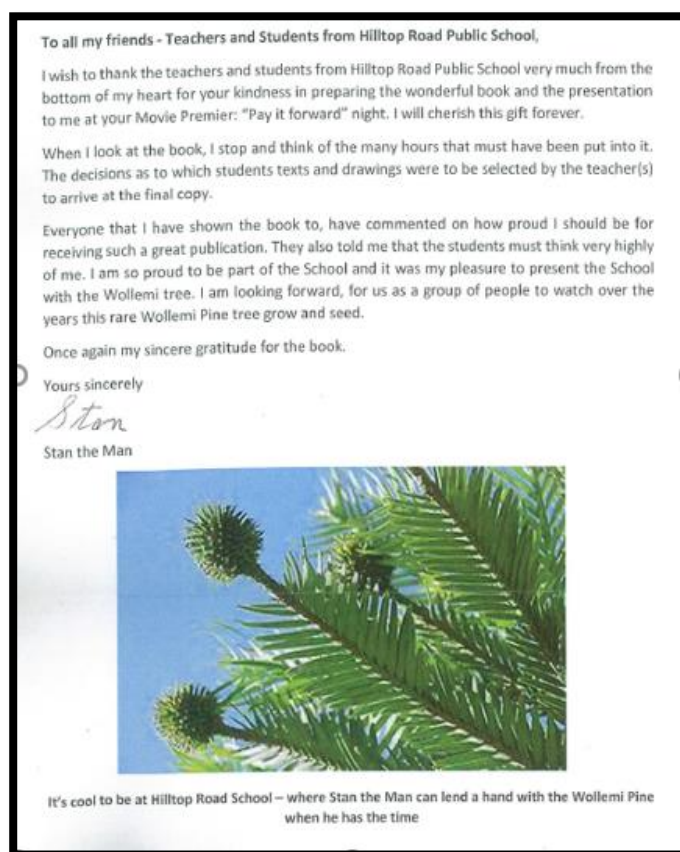 To all my friends - Teachers and Students from Hilltop Road Public School,
I wish to thank the teachers and students from Hilltop Road Public School very much from the
bottom of my heart for your kindness in preparing the wonderful book and the presentation
to me at your Movie Premier: "Pay it forward" night. I will cherish this gift forever.
When I look at the book, I stop and think of the many hours that must have been put into it.
The decisions as to which students texts and drawings were to be selected by the teacher(s)
to arrive at the final copy.
Everyone that I have shown the book to, have commented on how proud I should be for
receiving such a great publication. They also told me that the students must think very highly
of me. I am so proud to be part of the School and it was my pleasure to present the School
with the Wollemi tree. I am looking forward, for us as a group of people to watch over the
years this rare Wollemi Pine tree grow and seed.
Once again my sincere gratitude for the book.
Yours sincerely
Stan
Stan the Man
It's cool to be at Hilltop Road School – where Stan the Man can lend a hand with the Wollemi Pine
when he has the time